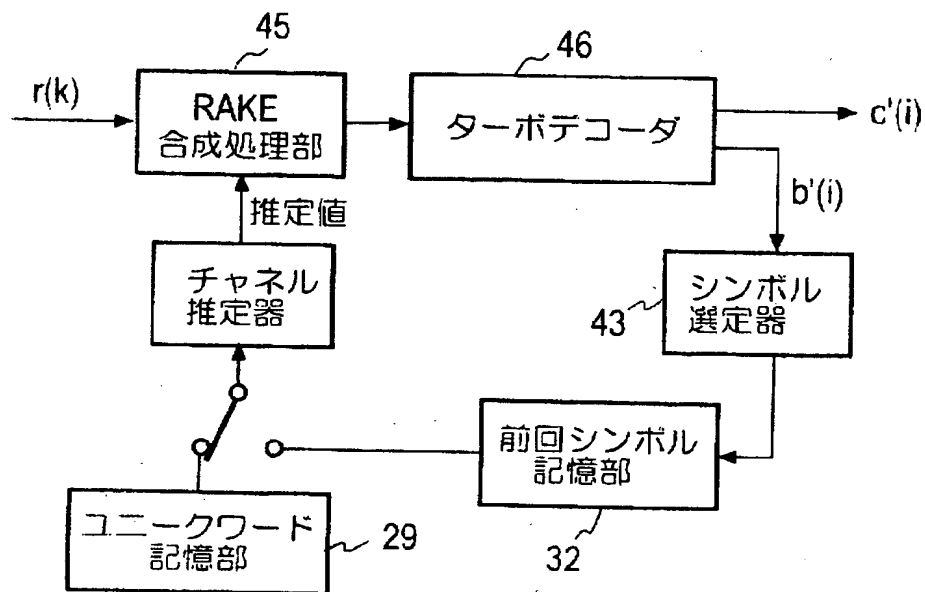 45
46
r(k)
RAKE
合成処理部
ターボデコーダ
c'(i)
b'(i)
推定値
チャネル
推定器
43
シンボル
選定器
前回シンボル
記憶部
ユニークワード
記憶部
29
32